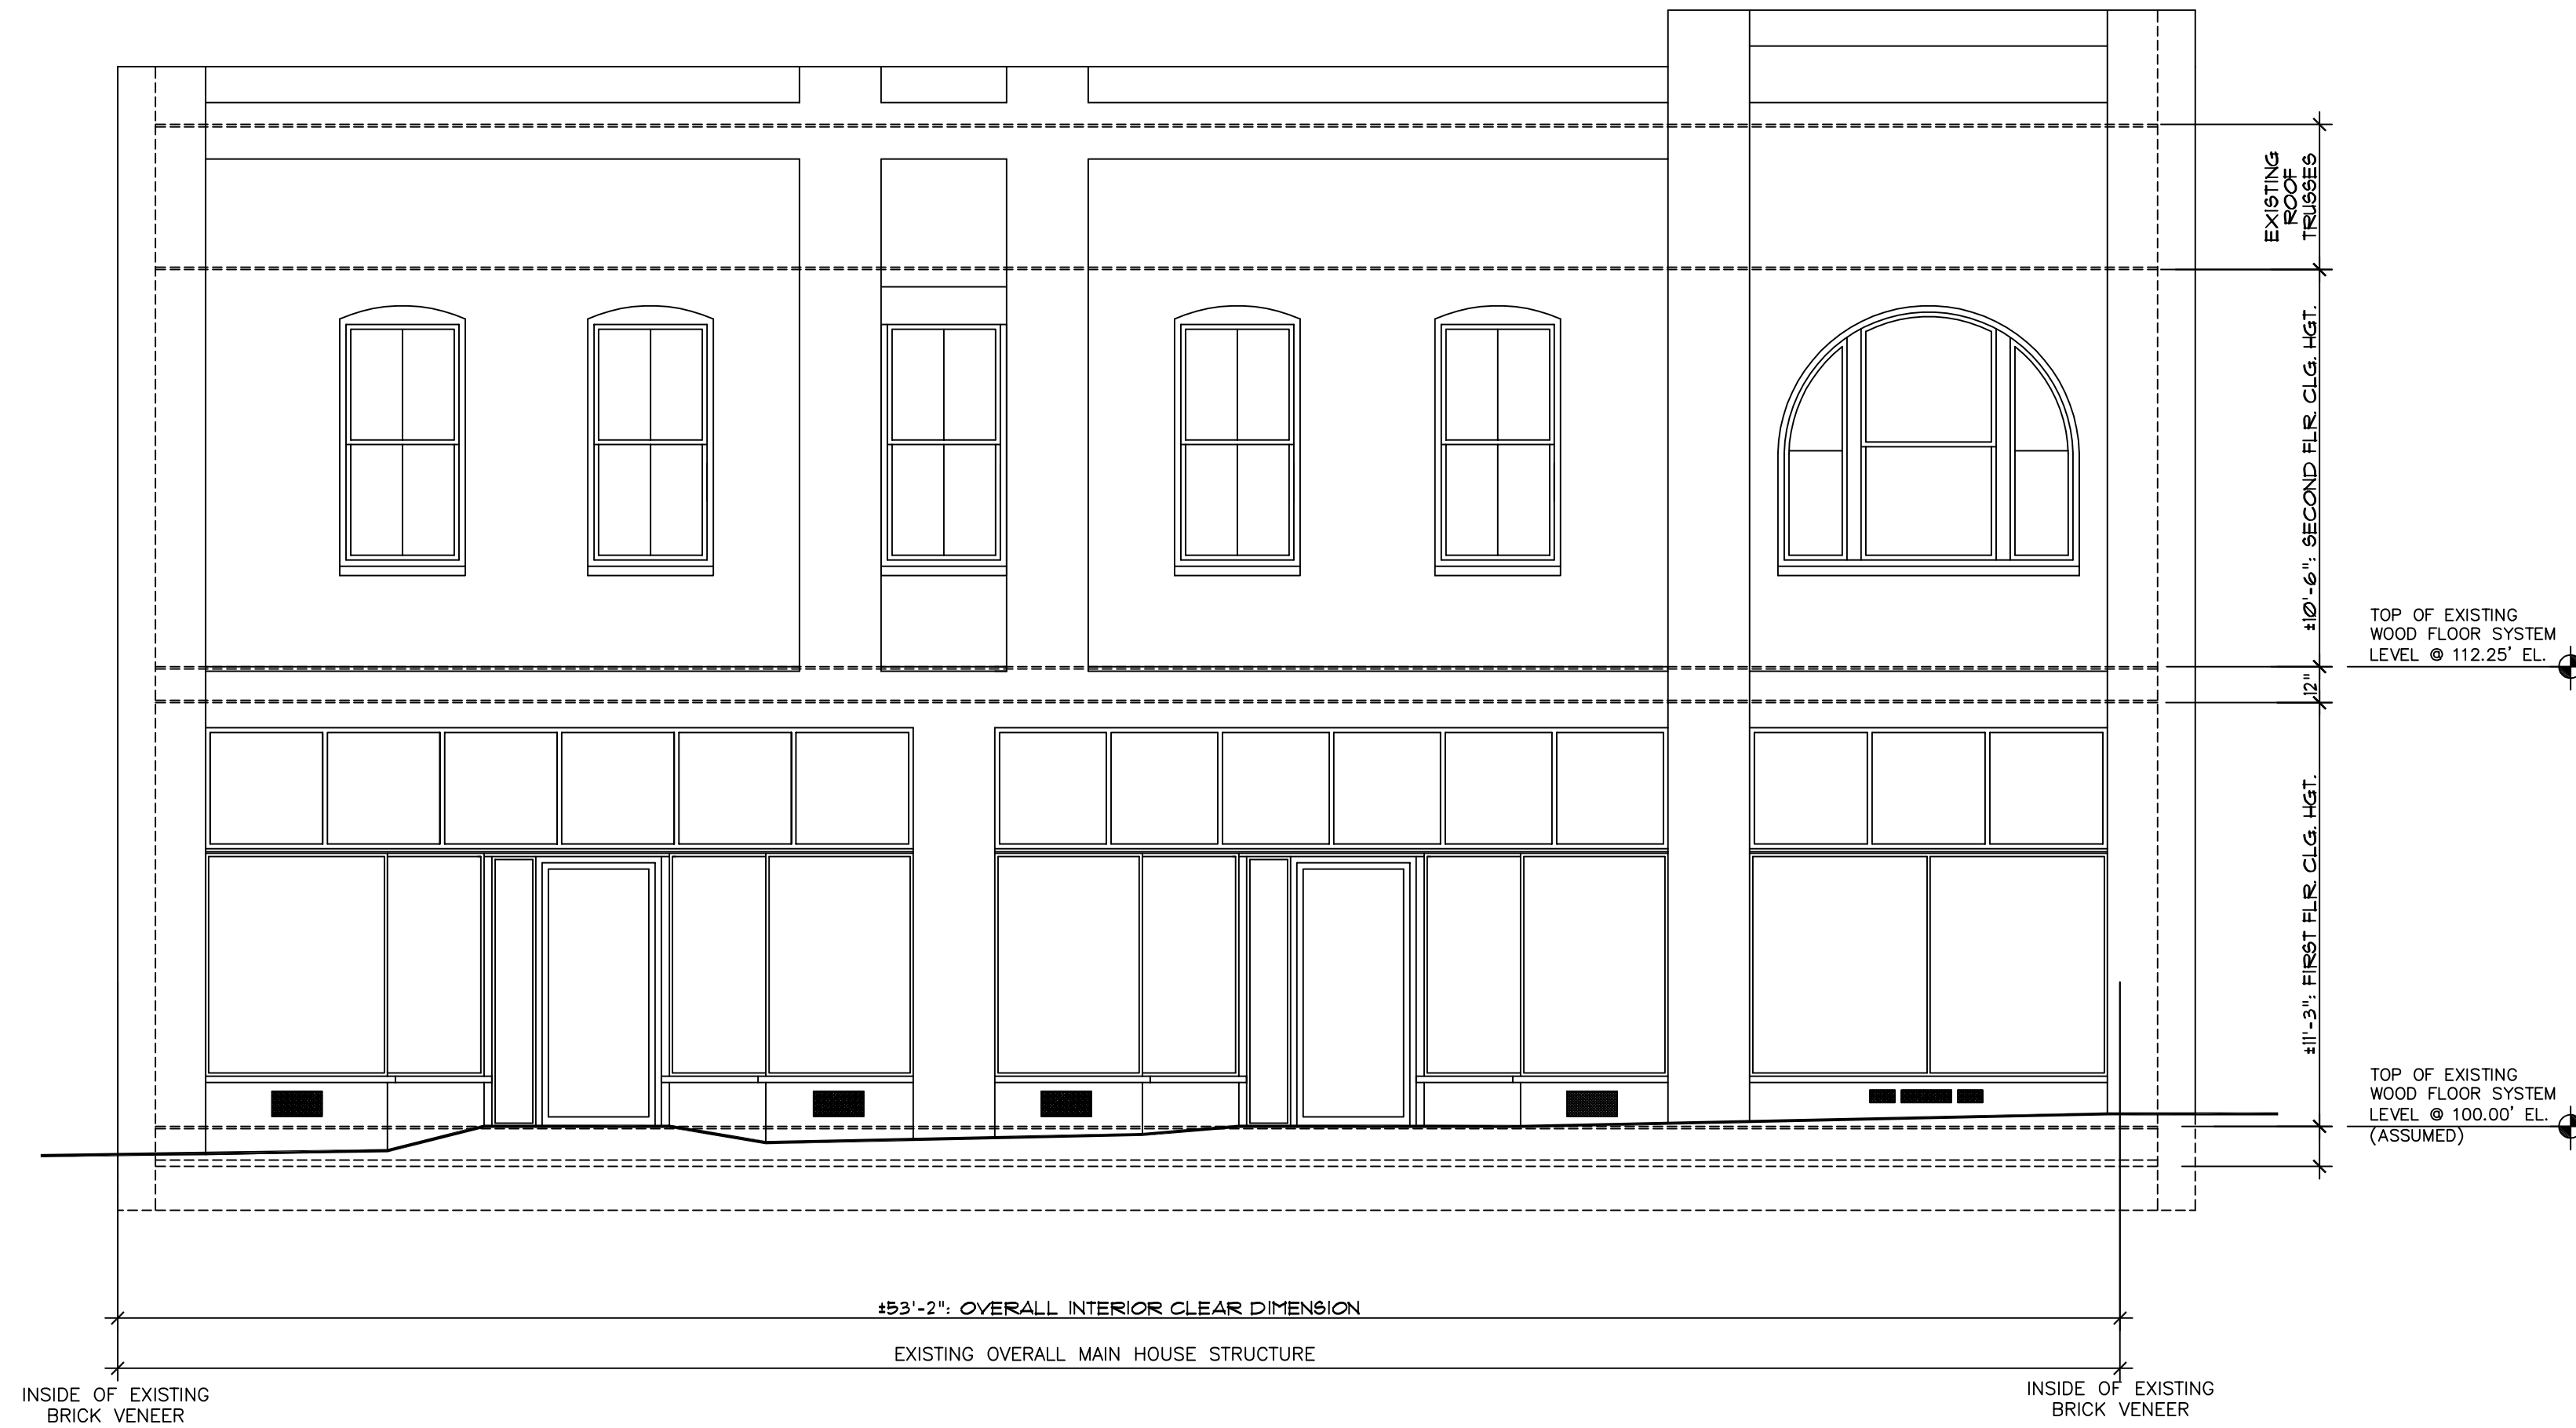 EXISTING
ROOF
TRUSSES
±10'-6": SECOND FLR. CLG. HGT.
TOP OF EXISTING
WOOD FLOOR SYSTEM
LEVEL @ 112.25' EL.
12"
±11'-3": FIRST FLR. CLG. HGT.
TOP OF EXISTING
WOOD FLOOR SYSTEM
LEVEL @ 100.00' EL.
(ASSUMED)
±53'-2": OVERALL INTERIOR CLEAR DIMENSION
EXISTING OVERALL MAIN HOUSE STRUCTURE
INSIDE OF EXISTING
BRICK VENEER
INSIDE OF EXISTING
BRICK VENEER